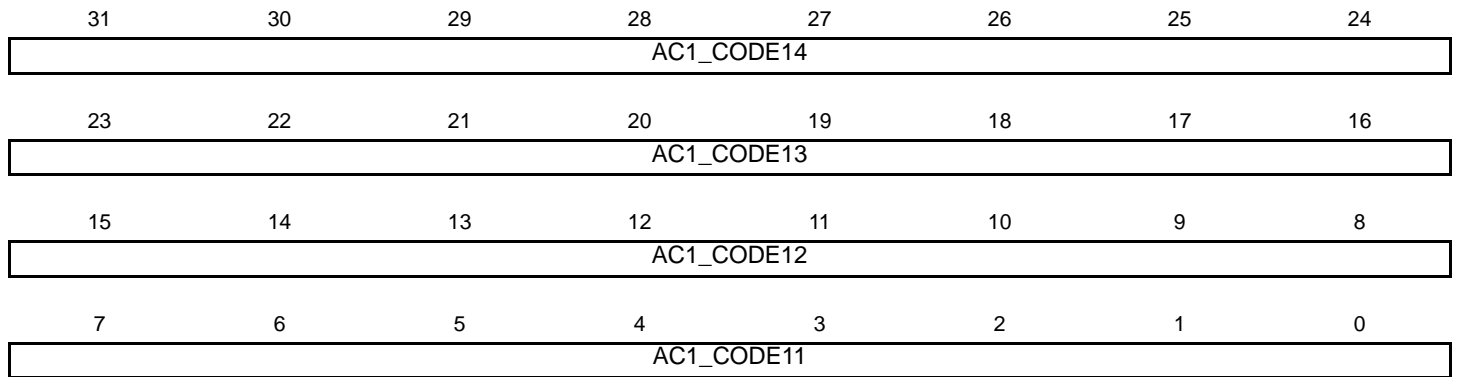 31 30 29 28 27 26 25 24
AC1_CODE14
23 22 21 20 19 18 17 16
AC1_CODE13
15 14 13 12 11 10 9 8
AC1_CODE12
7 6 5 4 3 2 1 0
AC1_CODE11